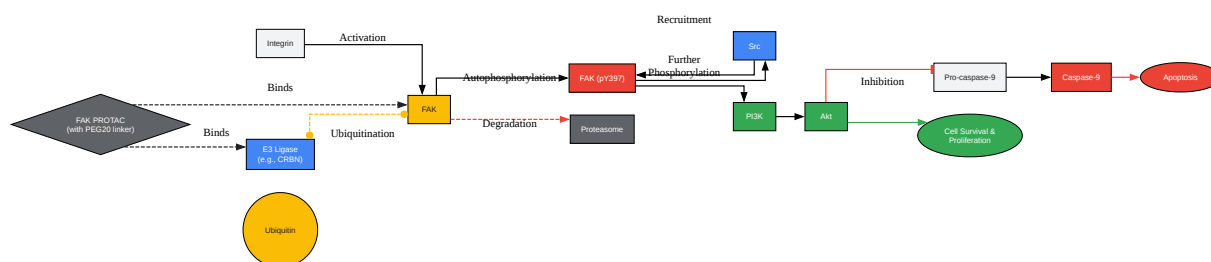 Recruitment
Integrin
Activation
Further
Phosphorylation
Src
Autophosphorylation
FAK (pY397)
Inhibition
Pro-caspase-9
Caspase-9
Apoptosis
Binds
FAK
FAK PROTAC
(with PEG20 linker)
Binds
Ubiquitination
Degradation
Proteasome
PI3K
Akt
Cell Survival &
Proliferation
E3 Ligase
(e.g., CRBN)
Ubiquitin